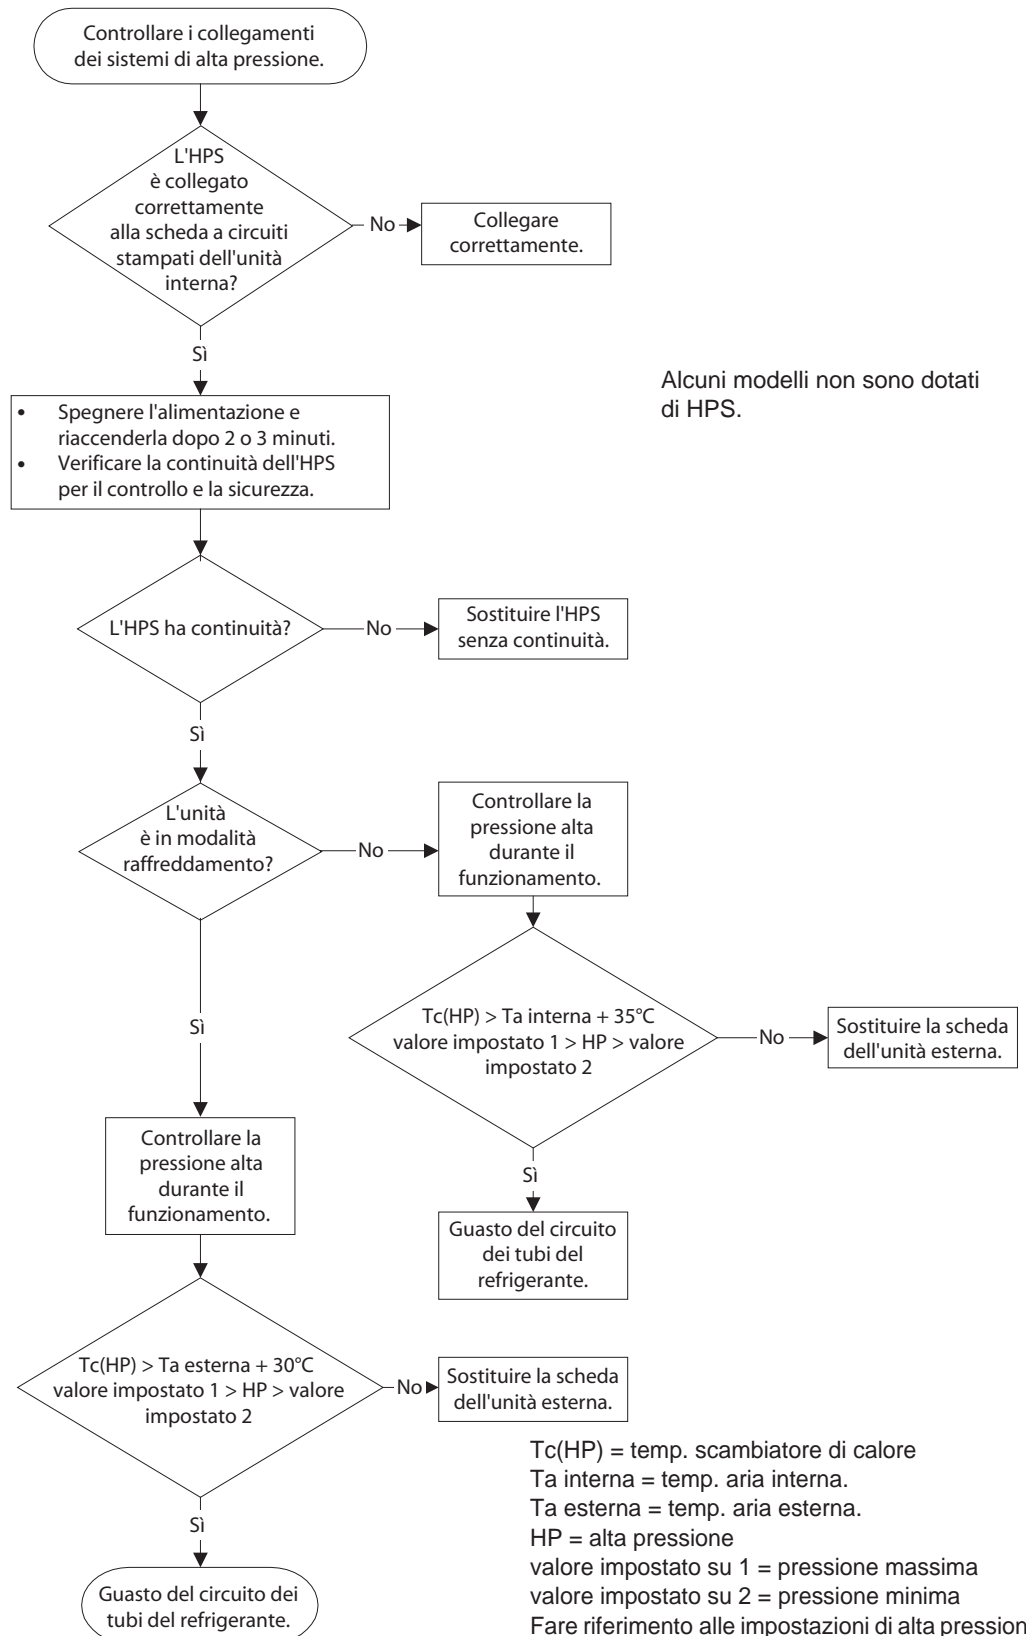 Controllare i collegamenti
dei sistemi di alta pressione.
L'HPS
è collegato
correttamente
alla scheda a circuiti
stampati dell'unità
interna?
No
Collegare
correttamente.
Sì
Alcuni modelli non sono dotati
di HPS.
• Spegnere l'alimentazione e
riaccenderla dopo 2 o 3 minuti.
• Verificare la continuità dell'HPS
per il controllo e la sicurezza.
L'HPS ha continuità?
No
Sostituire l'HPS
senza continuità.
Sì
L'unità
è in modalità
raffreddamento?
No
Controllare la
pressione alta
durante il
funzionamento.
Tc(HP) > Ta interna + 35°C
valore impostato 1 > HP > valore
impostato 2
No
Sostituire la scheda
dell'unità esterna.
Sì
Guasto del circuito
dei tubi del
refrigerante.
Sì
Controllare la
pressione alta
durante il
funzionamento.
Tc(HP) > Ta esterna + 30°C
valore impostato 1 > HP > valore
impostato 2
No
Sostituire la scheda
dell'unità esterna.
Sì
Guasto del circuito dei
tubi del refrigerante.
Tc(HP) = temp. scambiatore di calore
Ta interna = temp. aria interna.
Ta esterna = temp. aria esterna.
HP = alta pressione
valore impostato su 1 = pressione massima
valore impostato su 2 = pressione minima
Fare riferimento alle impostazioni di alta pression